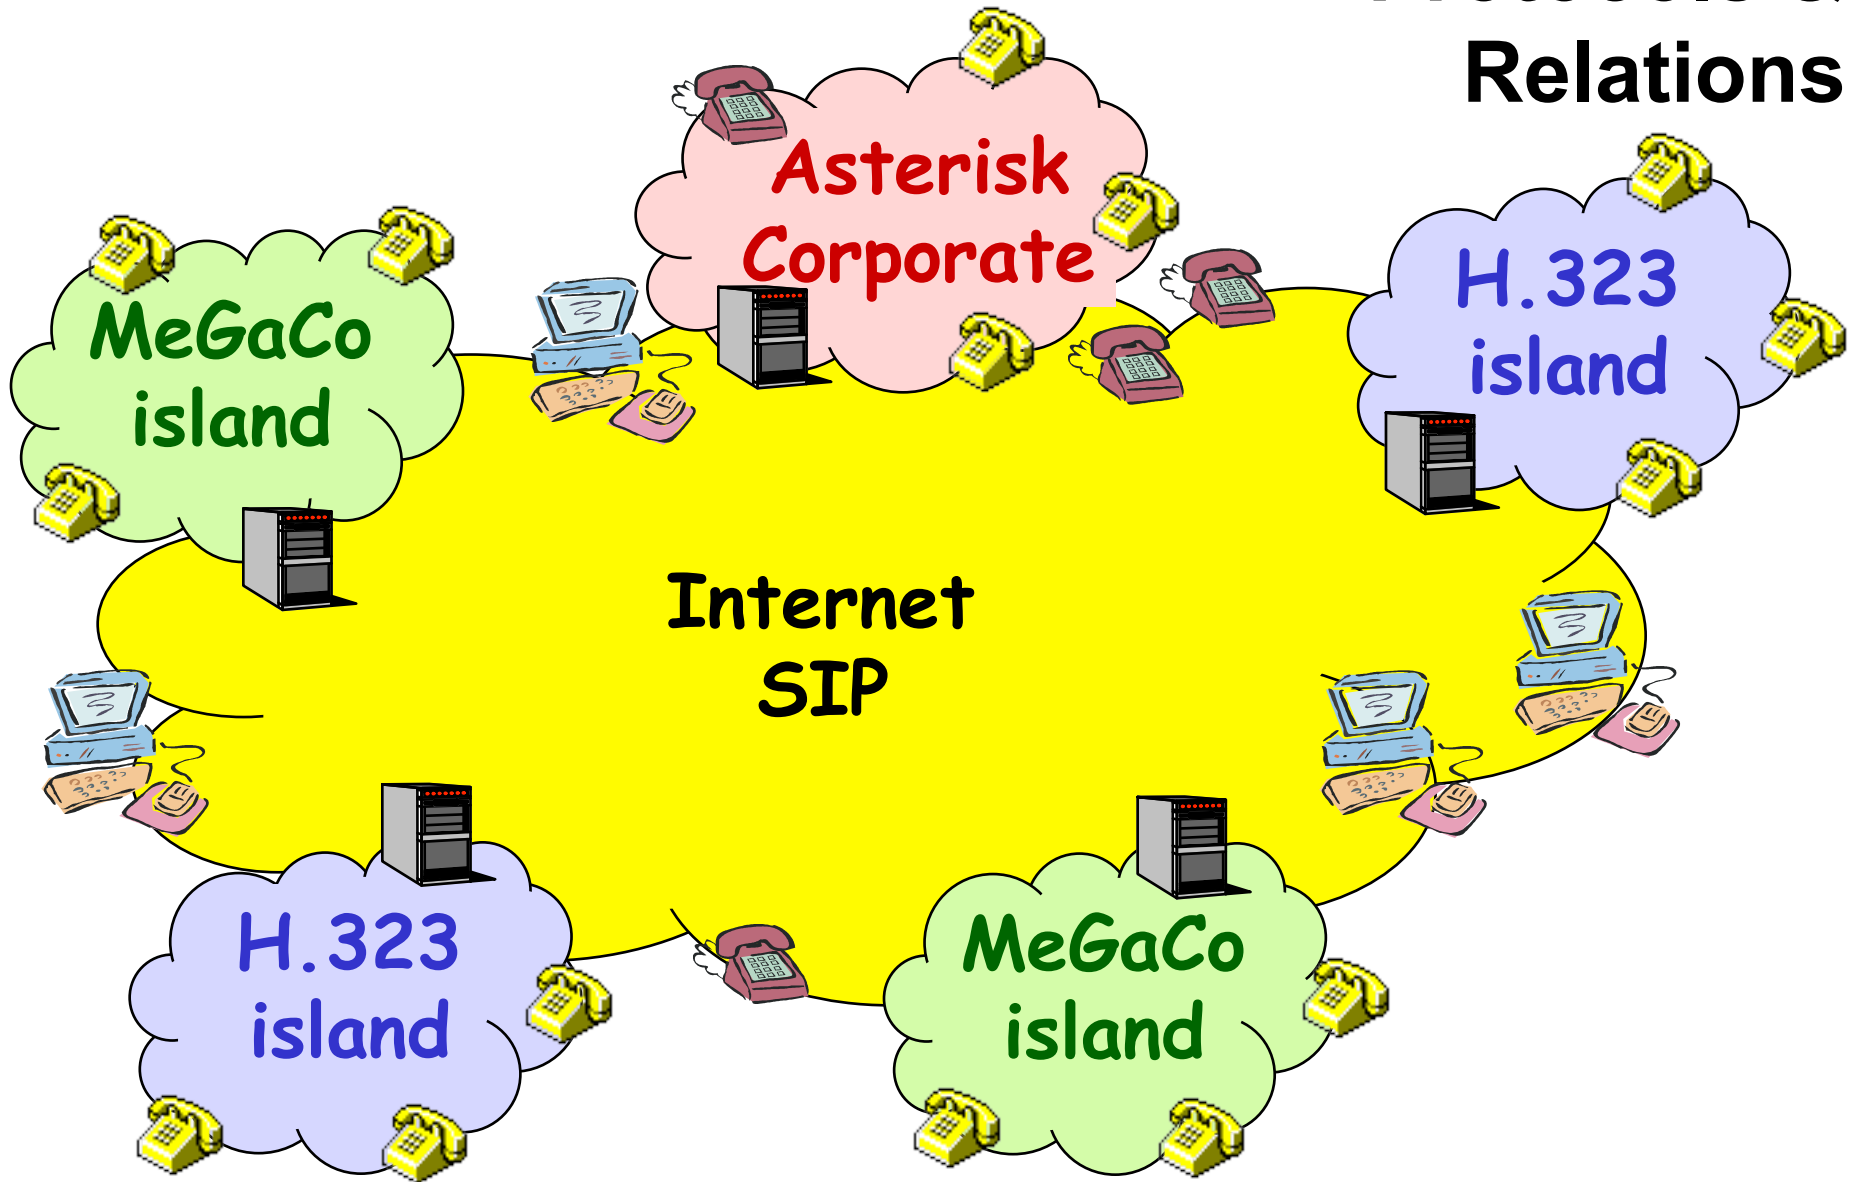 Relations
Asterisk
Corporate
H.323
island
MeGaCo
island
Internet
SIP
H.323
island
MeGaCo
island